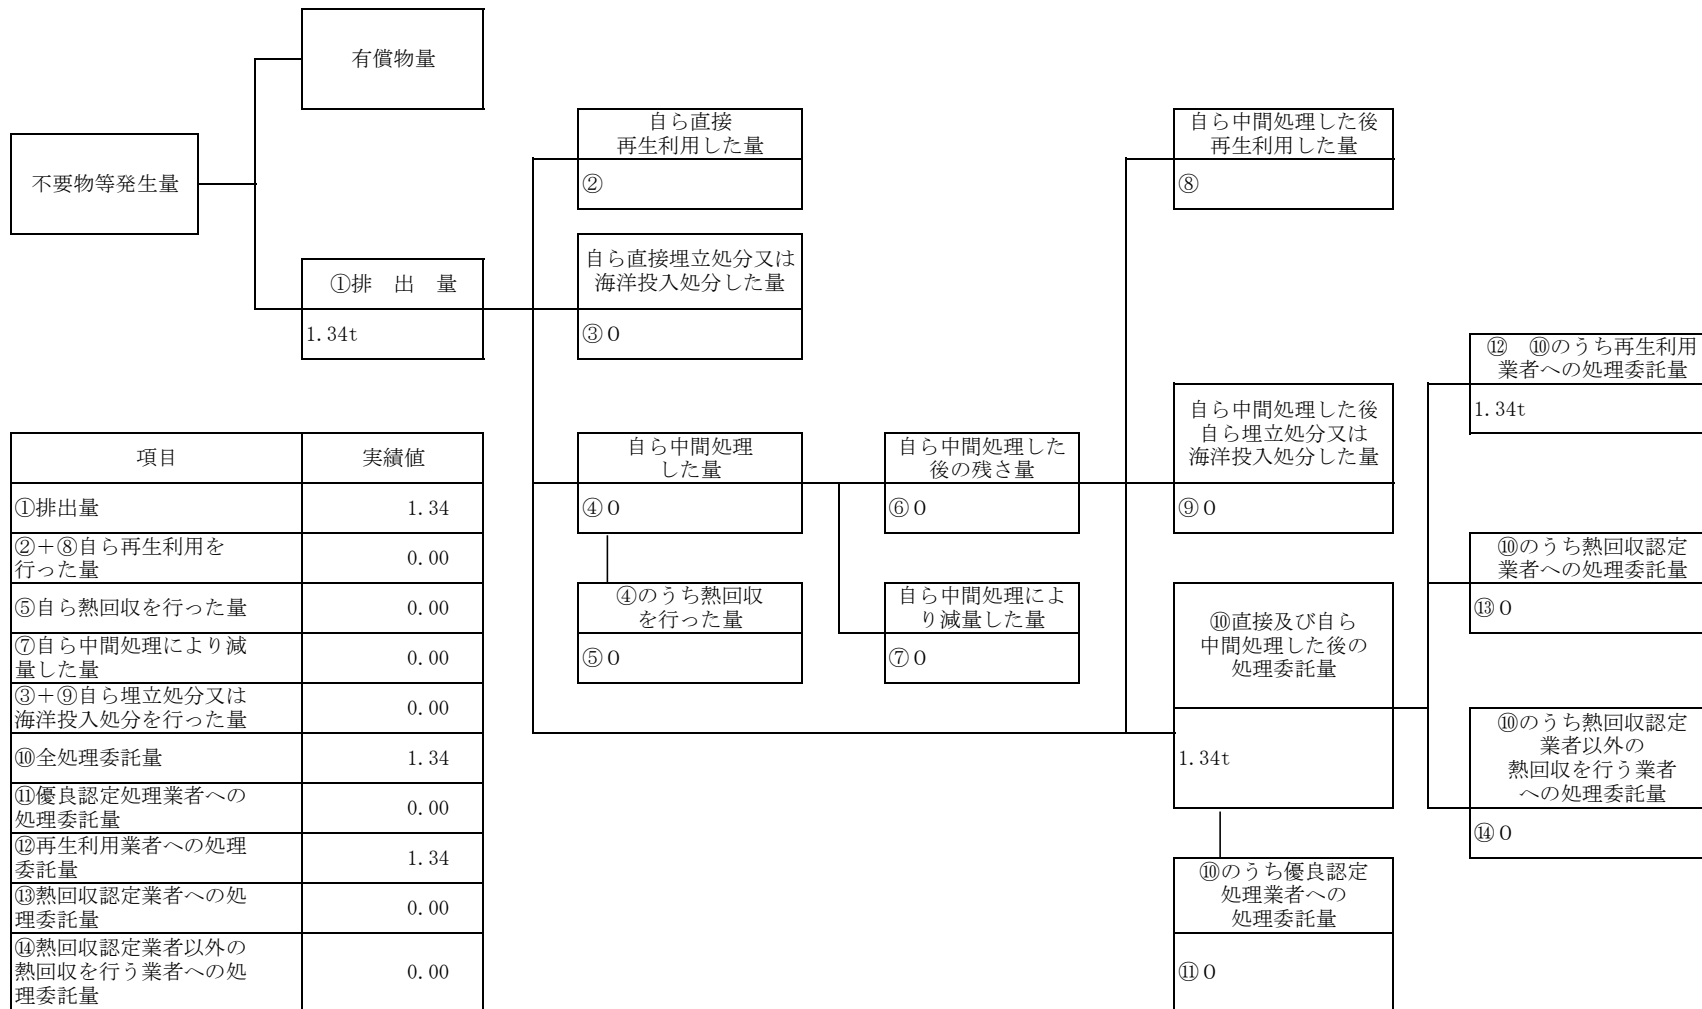 有償物量
不要物等発生量
①排　出　量
1.34t
自ら直接
再生利用した量
②
自ら直接埋立処分又は
海洋投入処分した量
③0
自ら中間処理
した量
④0
④のうち熱回収
を行った量
⑤0
自ら中間処理した
後の残さ量
⑥0
自ら中間処理によ
り減量した量
⑦0
自ら中間処理した後
再生利用した量
⑧
自ら中間処理した後
自ら埋立処分又は
海洋投入処分した量
⑨0
⑩直接及び自ら
中間処理した後の
処理委託量
1.34t
⑩のうち優良認定
処理業者への
処理委託量
⑪0
⑫　⑩のうち再生利用
業者への処理委託量
1.34t
⑩のうち熱回収認定
業者への処理委託量
⑬0
⑩のうち熱回収認定
業者以外の
熱回収を行う業者
への処理委託量
⑭0
項目 実績値
①排出量 1.34
②＋⑧自ら再生利用を
行った量 0.00
⑤自ら熱回収を行った量 0.00
⑦自ら中間処理により減
量した量 0.00
③＋⑨自ら埋立処分又は
海洋投入処分を行った量 0.00
⑩全処理委託量 1.34
⑪優良認定処理業者への
処理委託量 0.00
⑫再生利用業者への処理
委託量 1.34
⑬熱回収認定業者への処
理委託量 0.00
⑭熱回収認定業者以外の
熱回収を行う業者への処
理委託量 0.00